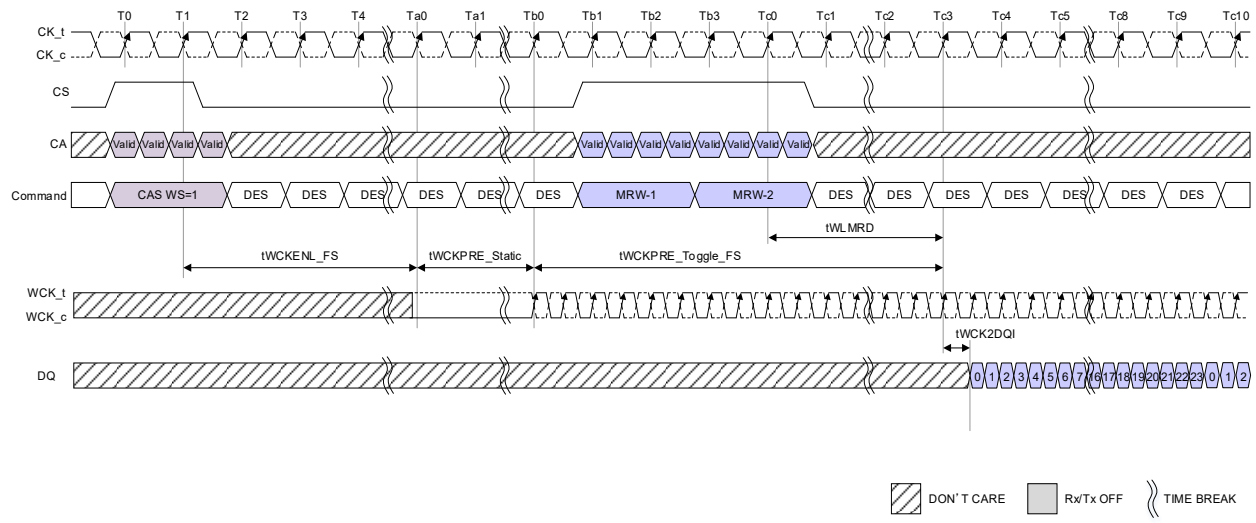 T0 T1 T2 T3 T4 Ta0 Ta1 Tb0 Tb1 Tb2 Tb3 Tc0 Tc1 Tc2 Tc3 Tc4 Tc5 Tc8 Tc9 Tc10
CK_t
CK_c
CS
CA Valid Valid Valid Valid Valid Valid Valid Valid Valid Valid Valid Valid
Command CAS WS=1 DES DES DES DES DES DES MRW-1 MRW-2 DES DES DES DES DES DES DES
tWLMRD
tWCKENL_FS tWCKPRE_Static tWCKPRE_Toggle_FS
WCK_t
WCK_c
tWCK2DQI
DQ 0 1 2 3 4 5 6 7 16 17 18 19 20 21 22 23 0 1 2
DON'T CARE Rx/Tx OFF TIME BREAK